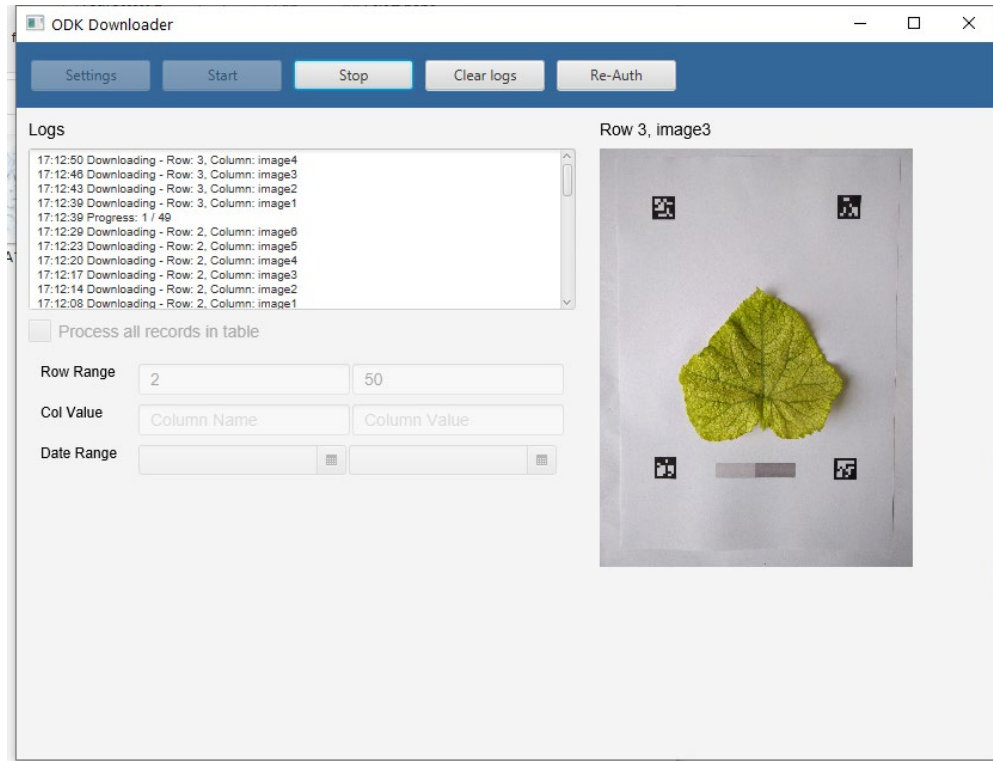 ODK Downloader
Settings Start Stop Clear logs Re-Auth
Logs
17:12:50 Downloading - Row: 3, Column: image4
17:12:46 Downloading - Row: 3, Column: image3
17:12:43 Downloading - Row: 3, Column: image2
17:12:39 Downloading - Row: 3, Column: image1
17:12:39 Progress: 1 / 49
17:12:29 Downloading - Row: 2, Column: image6
17:12:23 Downloading - Row: 2, Column: image5
17:12:20 Downloading - Row: 2, Column: image4
17:12:17 Downloading - Row: 2, Column: image3
17:12:14 Downloading - Row: 2, Column: image2
17:12:08 Downloading - Row: 2, Column: image1
Process all records in table
Row Range 2 50
Col Value Column Name Column Value
Date Range
Row 3, image3